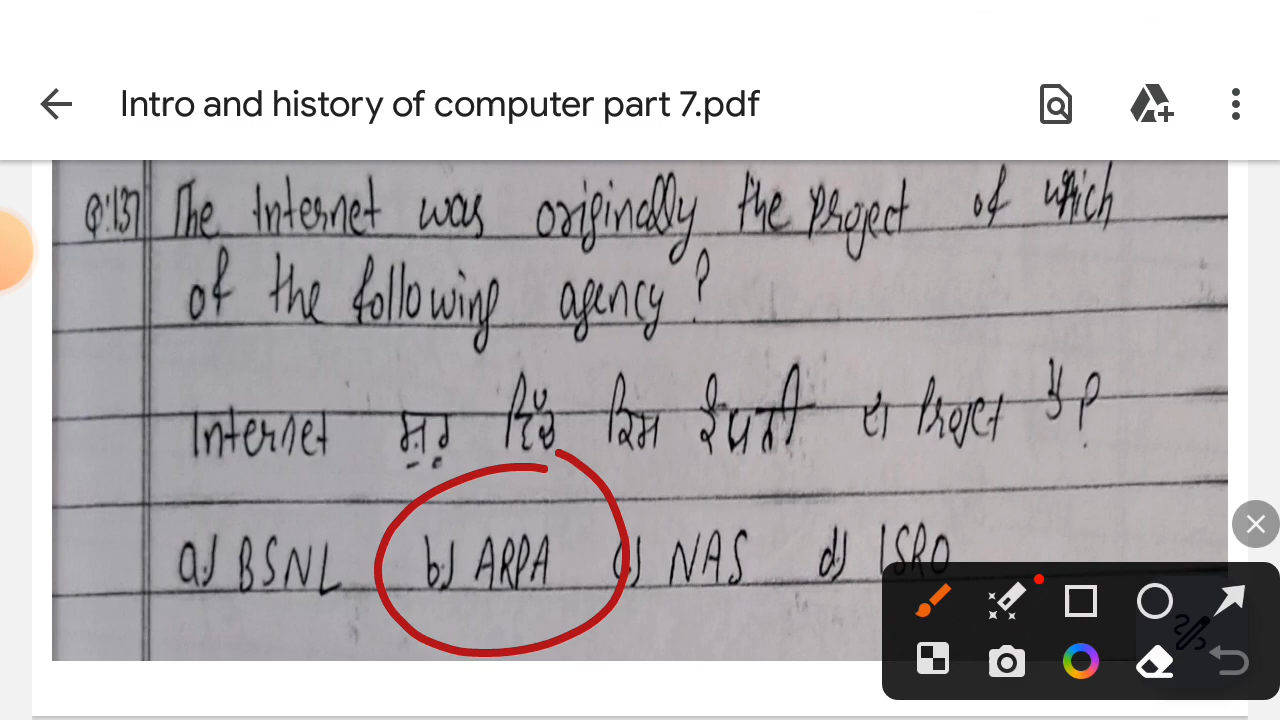 Intro and history of computer part 7.pdf
Q.137 The Internet was originally the project of which
of the following agency?
Internet ਸ਼ੁਰੂ ਵਿੱਚ ਕਿਸ ਕੰਪਨੀ ਦਾ Project ਹੈ?
a) BSNL b) ARPA c) NAS d) ISRO